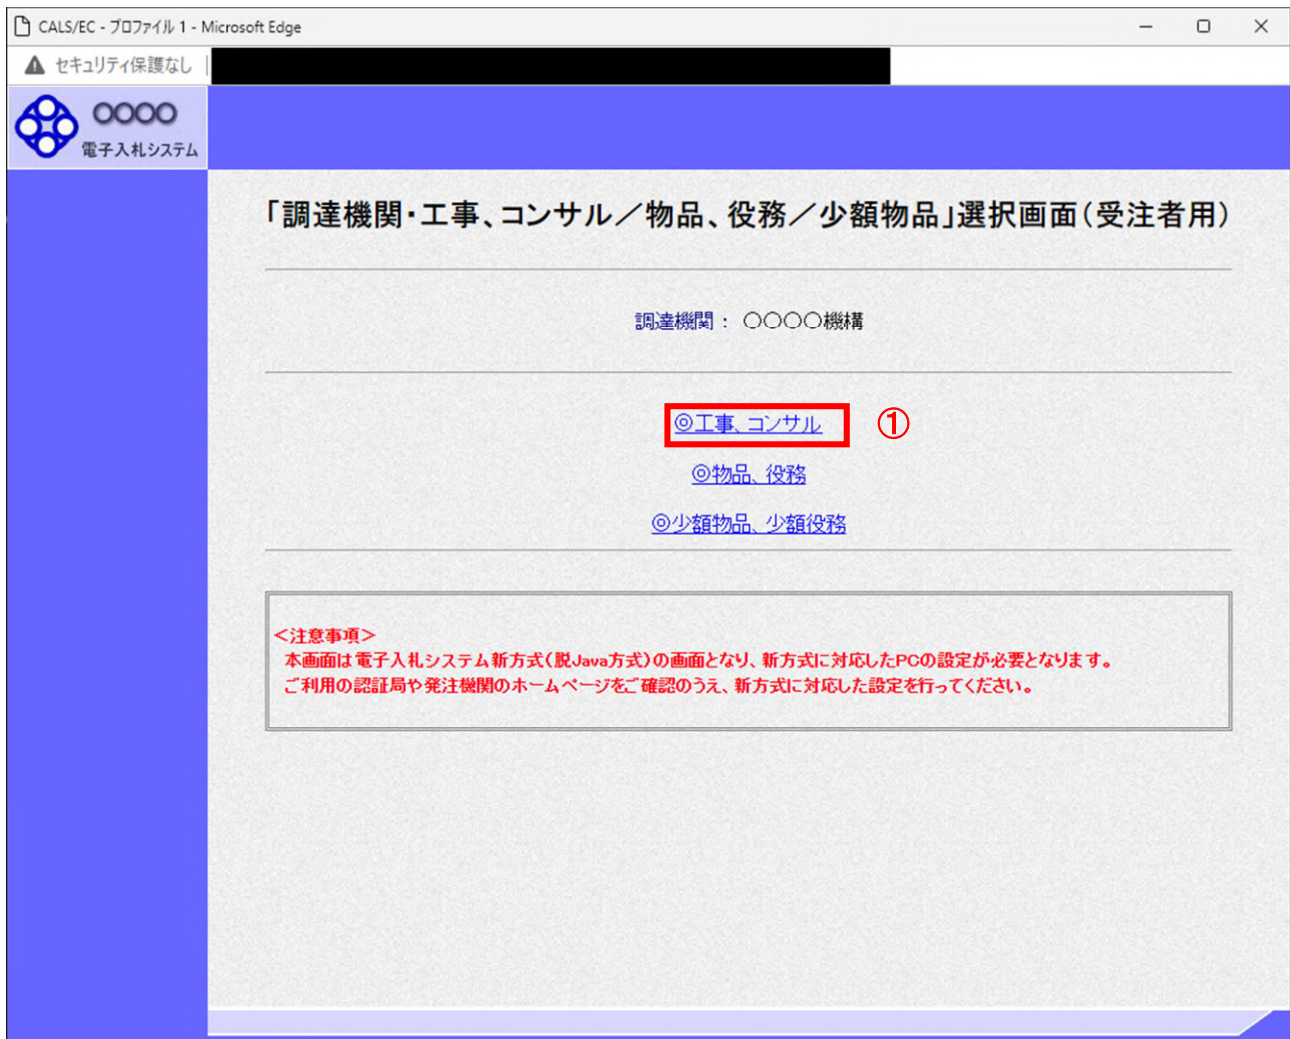 CALS/EC - プロファイル 1 - Microsoft Edge
セキュリティ保護なし
○○○○
電子入札システム
「調達機関・工事、コンサル／物品、役務／少額物品」選択画面（受注者用）
調達機関： ○○○○機構
◎工事、コンサル ①
◎物品、役務
◎少額物品、少額役務
＜注意事項＞
本画面は電子入札システム新方式（脱Java方式）の画面となり、新方式に対応したPCの設定が必要となります。
ご利用の認証局や発注機関のホームページをご確認のうえ、新方式に対応した設定を行ってください。